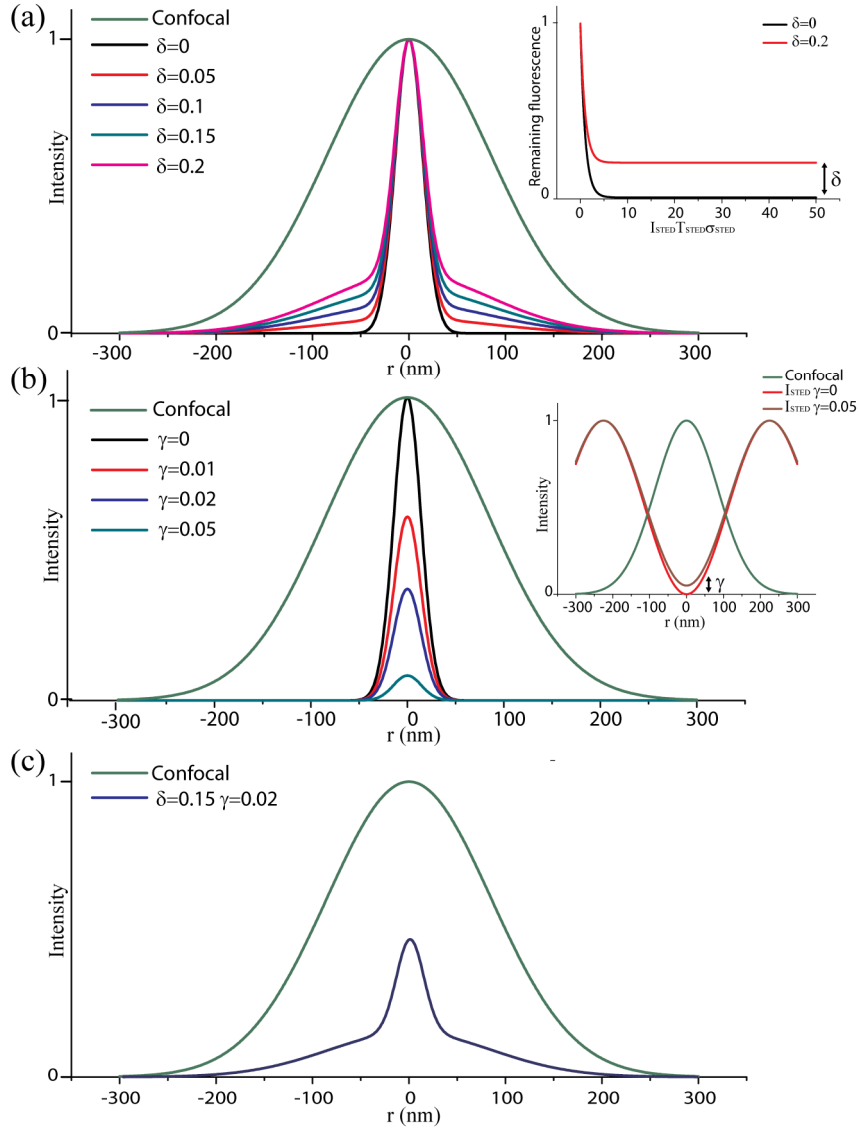 (a)
Confocal
δ=0
δ=0.05
δ=0.1
δ=0.15
δ=0.2
1
0
Intensity
-300 -200 -100 0 100 200 300
r (nm)
δ=0
δ=0.2
1
0
Remaining fluorescence
δ
0 10 20 30 40 50
ISTEDTSTEDσSTED
(b)
Confocal
γ=0
γ=0.01
γ=0.02
γ=0.05
1
0
Intensity
-300 -200 -100 0 100 200 300
r (nm)
Confocal
ISTED γ=0
ISTED γ=0.05
1
0
Intensity
γ
-300 -200 -100 0 100 200 300
r (nm)
(c)
Confocal
δ=0.15 γ=0.02
1
0
Intensity
-300 -200 -100 0 100 200 300
r (nm)